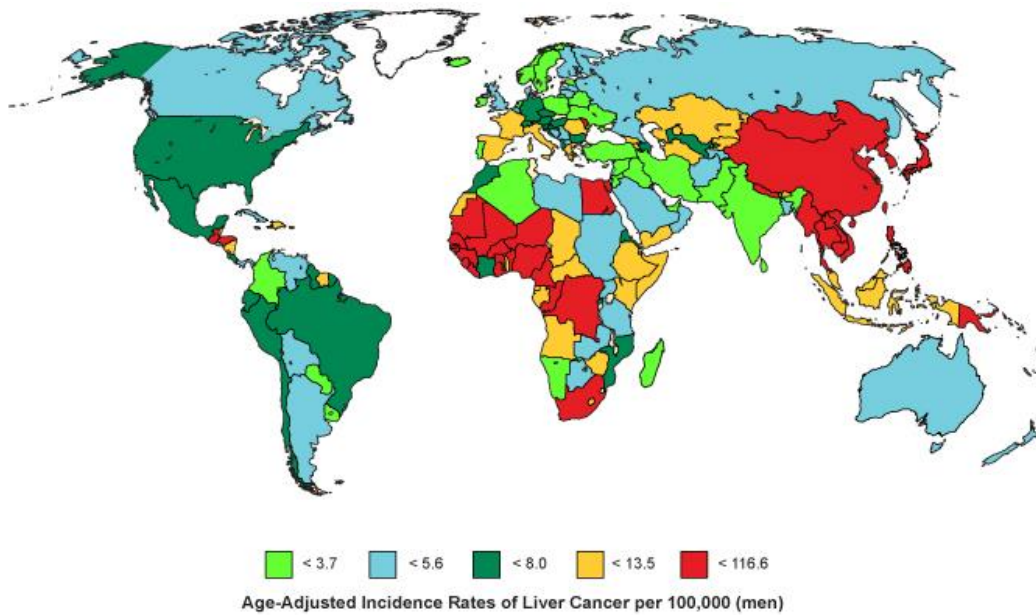 < 3.7 < 5.6 < 8.0 < 13.5 < 116.6
Age-Adjusted Incidence Rates of Liver Cancer per 100,000 (men)